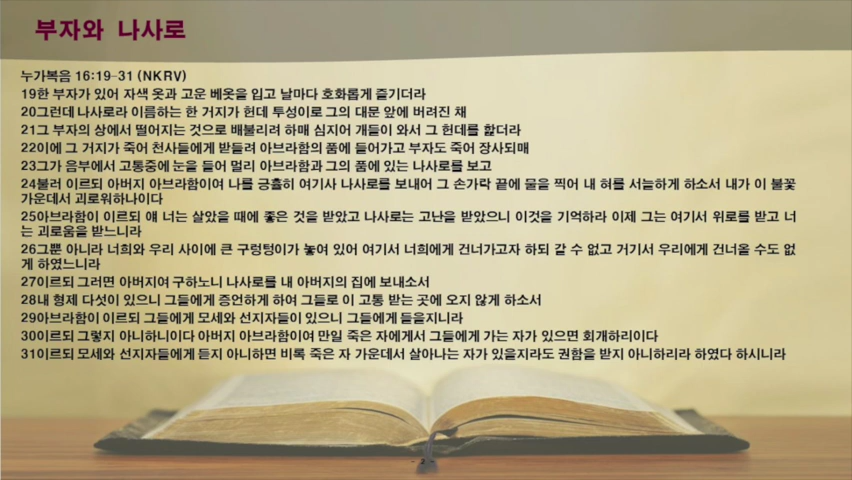 부자와 나사로
누가복음 16:19-31 (NKRV)
19한 부자가 있어 자색 옷과 고운 베옷을 입고 날마다 호화롭게 즐기더라
20그런데 나사로라 이름하는 한 거지가 헌데 투성이로 그의 대문 앞에 버려진 채
21그 부자의 상에서 떨어지는 것으로 배불리려 하매 심지어 개들이 와서 그 헌데를 핥더라
22이에 그 거지가 죽어 천사들에게 받들려 아브라함의 품에 들어가고 부자도 죽어 장사되매
23그가 음부에서 고통중에 눈을 들어 멀리 아브라함과 그의 품에 있는 나사로를 보고
24불러 이르되 아버지 아브라함이여 나를 긍휼히 여기사 나사로를 보내어 그 손가락 끝에 물을 찍어 내 혀를 서늘하게 하소서 내가 이 불꽃
가운데서 괴로워하나이다
25아브라함이 이르되 얘 너는 살았을 때에 좋은 것을 받았고 나사로는 고난을 받았으니 이것을 기억하라 이제 그는 여기서 위로를 받고 너
는 괴로움을 받느니라
26그뿐 아니라 너희와 우리 사이에 큰 구렁텅이가 놓여 있어 여기서 너희에게 건너가고자 하되 갈 수 없고 거기서 우리에게 건너올 수도 없
게 하였느니라
27이르되 그러면 아버지여 구하노니 나사로를 내 아버지의 집에 보내소서
28내 형제 다섯이 있으니 그들에게 증언하게 하여 그들로 이 고통 받는 곳에 오지 않게 하소서
29아브라함이 이르되 그들에게 모세와 선지자들이 있으니 그들에게 들을지니라
30이르되 그렇지 아니하니이다 아버지 아브라함이여 만일 죽은 자에게서 그들에게 가는 자가 있으면 회개하리이다
31이르되 모세와 선지자들에게 듣지 아니하면 비록 죽은 자 가운데서 살아나는 자가 있을지라도 권함을 받지 아니하리라 하였다 하시니라